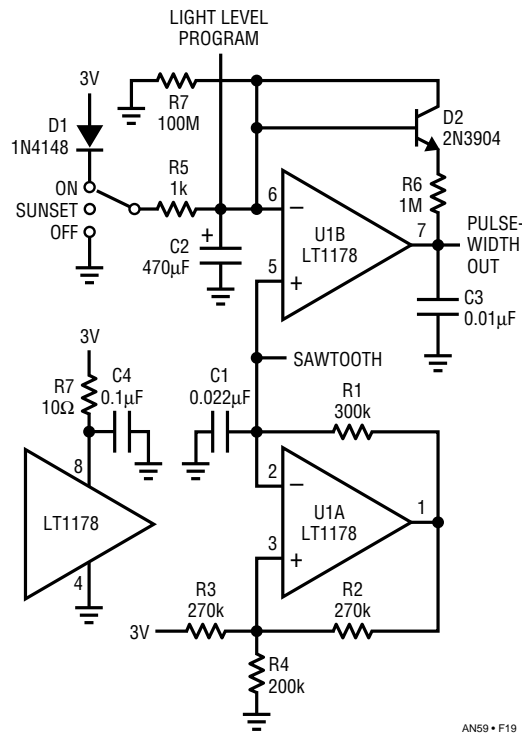 LIGHT LEVEL
PROGRAM
3V
R7
100M
D1
1N4148
D2
2N3904
R5
1k
ON
SUNSET
OFF
R6
1M
6
−
U1B
LT1178
7
PULSE-
WIDTH
OUT
+
C2
470µF
5
+
C3
0.01µF
SAWTOOTH
3V
R7
10Ω
C4
0.1µF
C1
0.022µF
R1
300k
8
LT1178
4
2
−
U1A
LT1178
1
3
+
R3
270k
R2
270k
3V
R4
200k
AN59 • F19